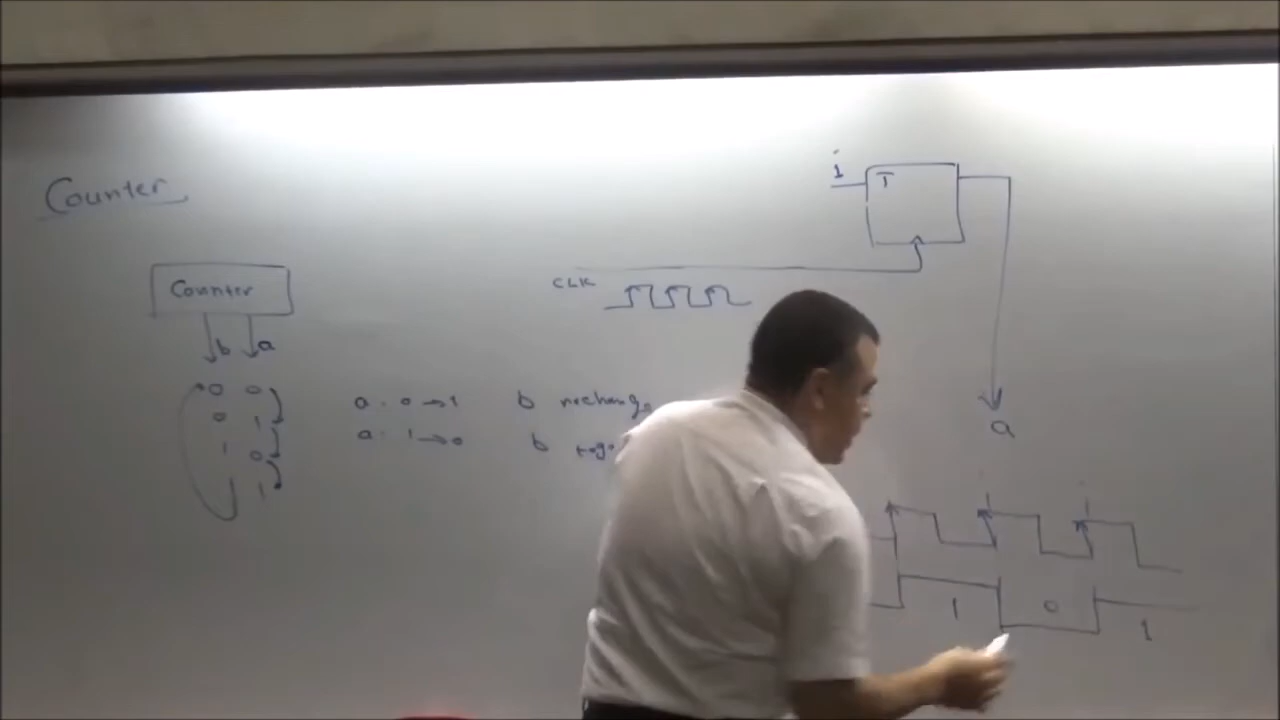 Counter
Counter
b a
0 0
0 1
1 0
1 1
a. 0→1 b nochange
a. 1→0 b
CLK
1 T
a
1 0 1